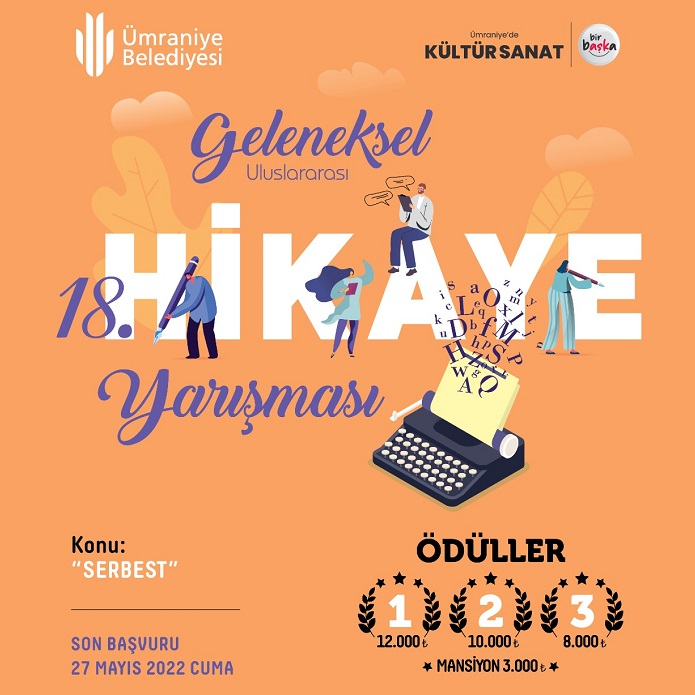 Ümraniye
Belediyesi
Ümraniye'de
KÜLTÜR SANAT
bir
başka
Geleneksel
Uluslararası
18.
HİKAYE
Yarışması
Konu:
“SERBEST”
SON BAŞVURU
27 MAYIS 2022 CUMA
ÖDÜLLER
1 2 3
12.000 ₺ 10.000 ₺ 8.000 ₺
MANSİYON 3.000 ₺